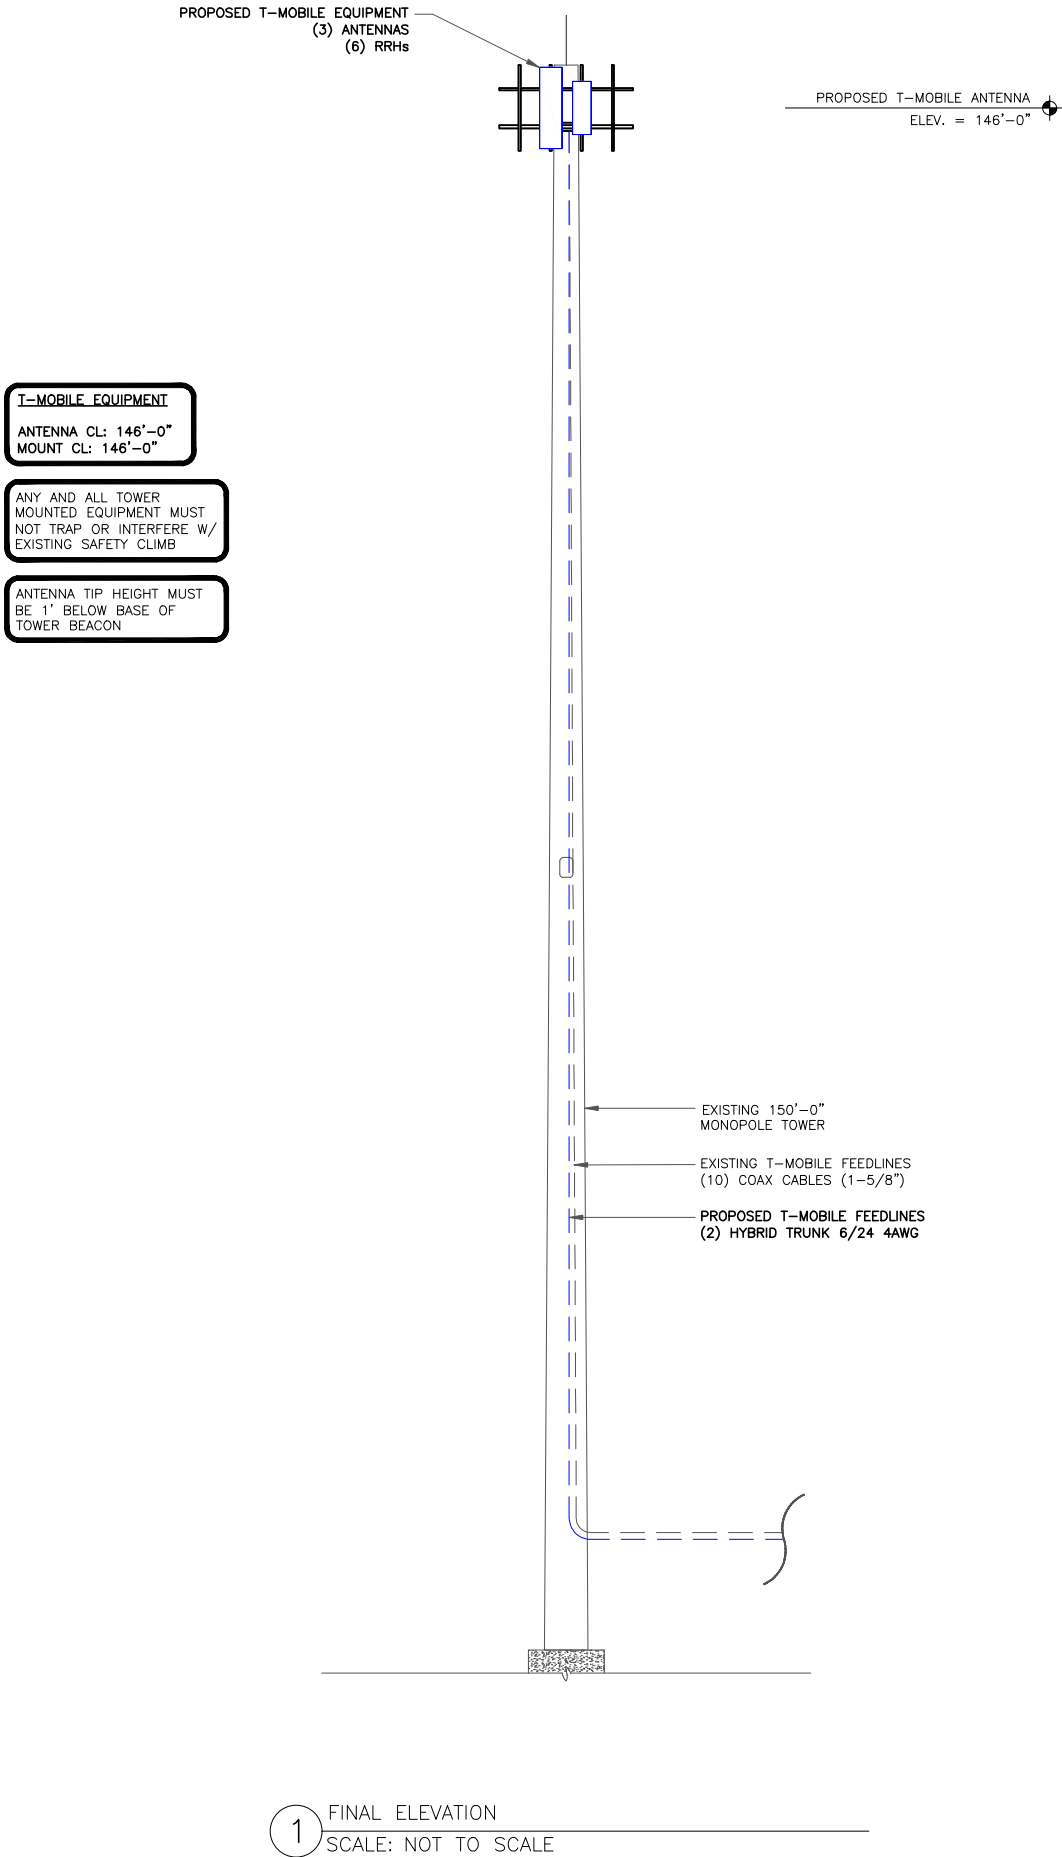 PROPOSED T-MOBILE EQUIPMENT
(3) ANTENNAS
(6) RRHs
PROPOSED T-MOBILE ANTENNA
ELEV. = 146'-0"
T-MOBILE EQUIPMENT
ANTENNA CL: 146'-0"
MOUNT CL: 146'-0"
ANY AND ALL TOWER
MOUNTED EQUIPMENT MUST
NOT TRAP OR INTERFERE W/
EXISTING SAFETY CLIMB
ANTENNA TIP HEIGHT MUST
BE 1' BELOW BASE OF
TOWER BEACON
EXISTING 150'-0"
MONOPOLE TOWER
EXISTING T-MOBILE FEEDLINES
(10) COAX CABLES (1-5/8")
PROPOSED T-MOBILE FEEDLINES
(2) HYBRID TRUNK 6/24 4AWG
1
FINAL ELEVATION
SCALE: NOT TO SCALE